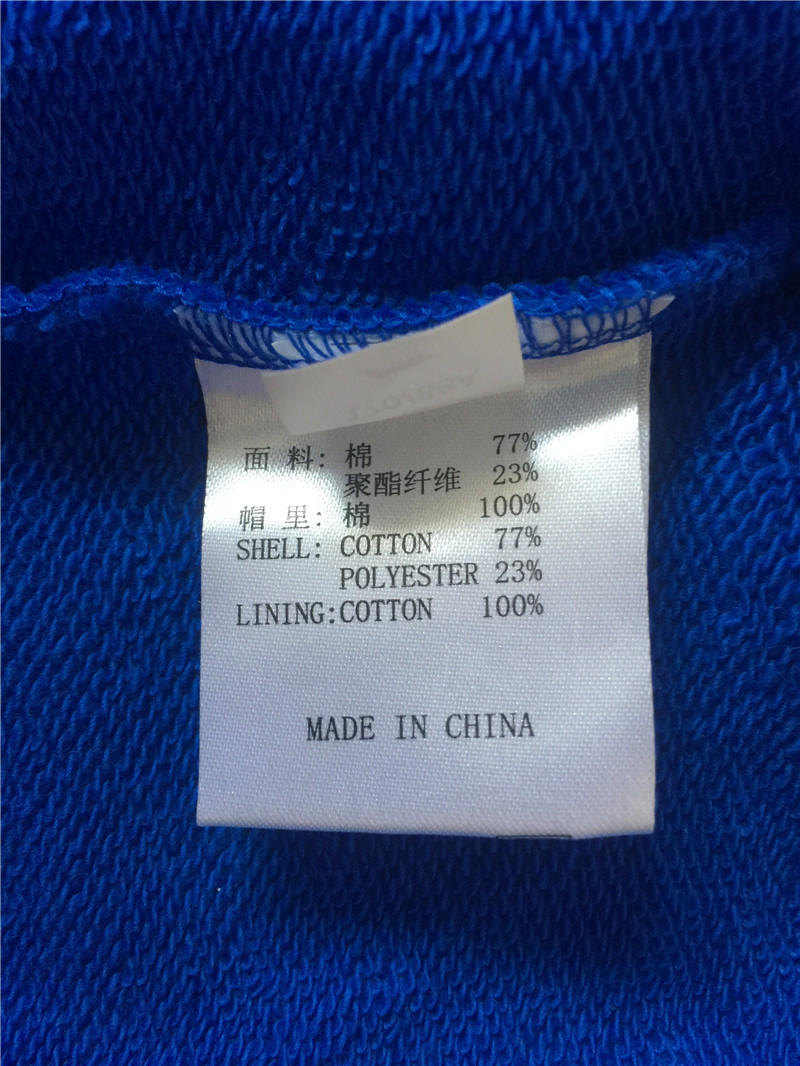 面 料: 棉 77%
聚酯纤维 23%
帽 里: 棉 100%
SHELL: COTTON 77%
POLYESTER 23%
LINING:COTTON 100%
MADE IN CHINA